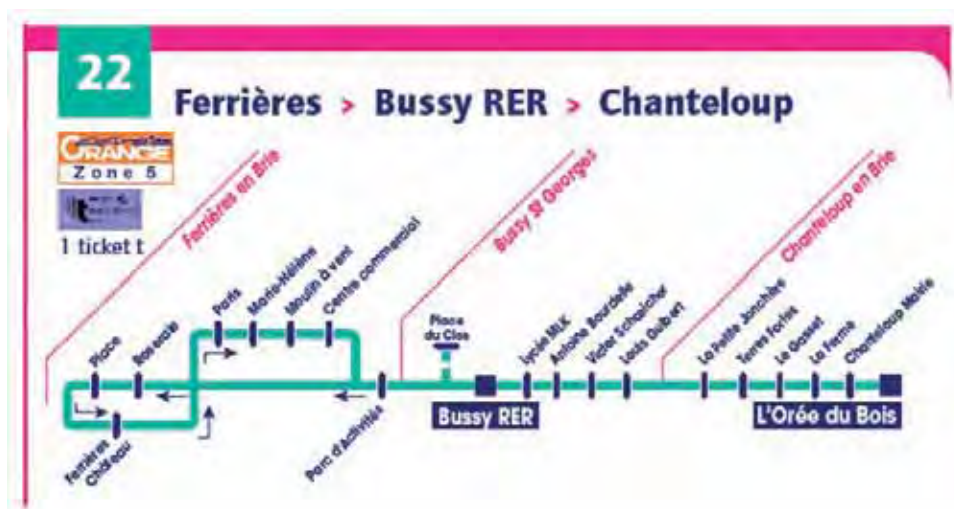 22
Ferrières > Bussy RER > Chanteloup
ORANGE
Zone 5
1 ticket t
Ferrières en Brie
Bussy St Georges
Chanteloup en Brie
Place
Ferrières
Château
Paris
Marie-Hélène
Moulin à vent
Centre commercial
Parc d'Activités
Place
du Clos
Bussy RER
Lycée MLK
Antoine Bourdelle
Victor Schœlcher
Louis Guibert
La Petite Jonchère
Terres Fortes
Le Gasset
La Ferme
Chanteloup Mairie
L'Orée du Bois